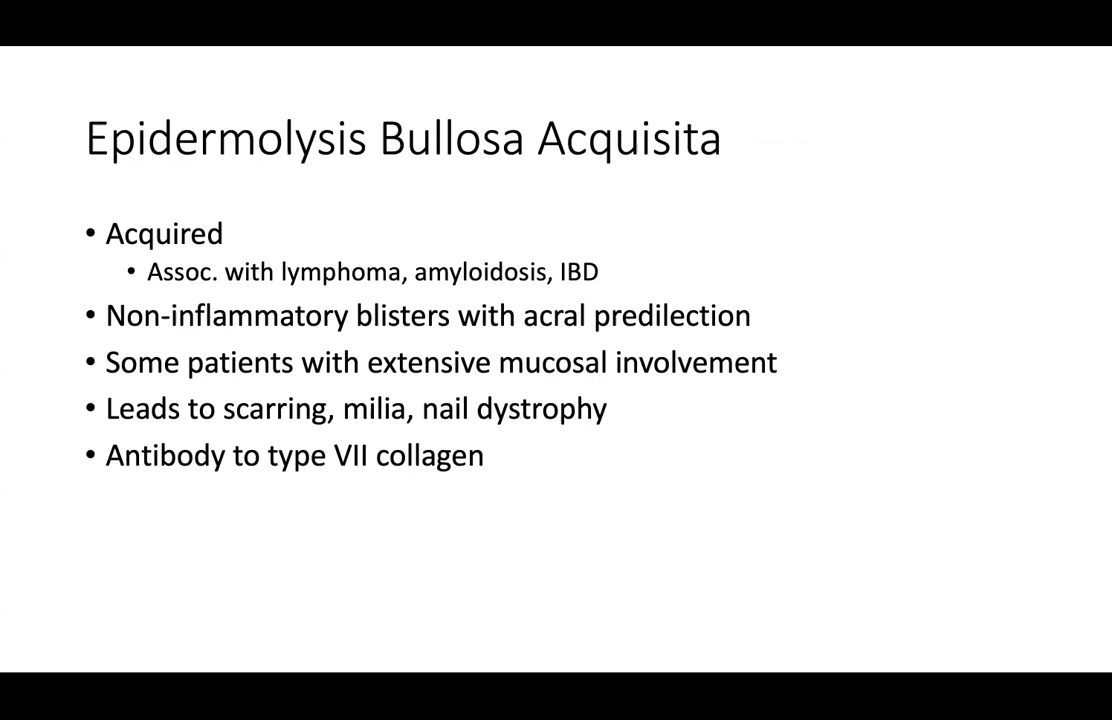 Epidermolysis Bullosa Acquisita
• Acquired
• Assoc. with lymphoma, amyloidosis, IBD
• Non-inflammatory blisters with acral predilection
• Some patients with extensive mucosal involvement
• Leads to scarring, milia, nail dystrophy
• Antibody to type VII collagen